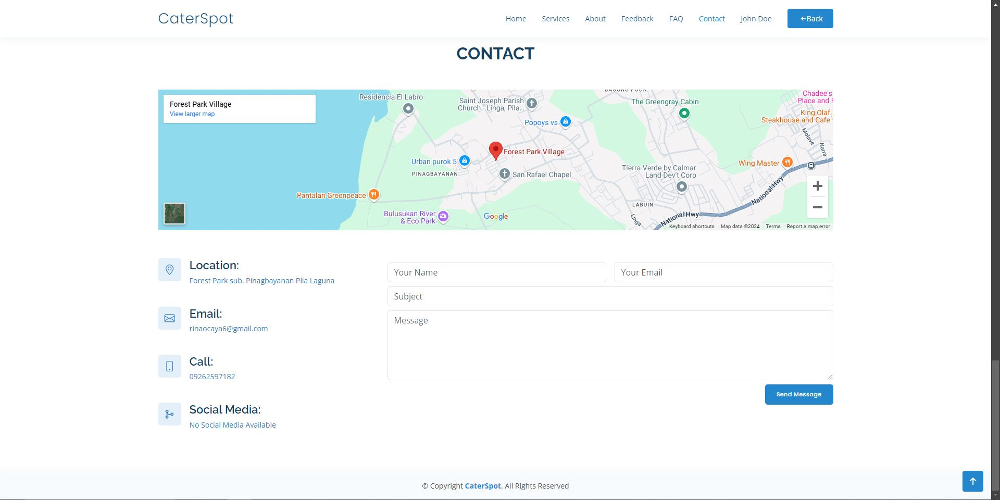 CaterSpot
Home Services About Feedback FAQ Contact John Doe ←Back
CONTACT
Forest Park Village
View larger map
Residencia El Labro
Saint Joseph Parish
Church - Linga, Pila...
Popoys vs
The Greengray Cabin
Chadee's
Place and
King Olaf
Steakhouse and Cafe
Molave
Narra
Forest Park Village
Urban purok 5
PINAGBAYANAN
San Rafael Chapel
Tierra Verde by Calmar
Land Dev't Corp
Wing Master
National Hwy
Pantalan Greenpeace
LABUIN
Bulusukan River
& Eco Park
Google
Linga
National Hwy
Keyboard shortcuts Map data ©2024 Terms Report a map error
Location:
Forest Park sub. Pinagbayanan Pila Laguna
Email:
rinaocaya6@gmail.com
Call:
09262597182
Social Media:
No Social Media Available
Your Name
Your Email
Subject
Message
Send Message
© Copyright CaterSpot. All Rights Reserved